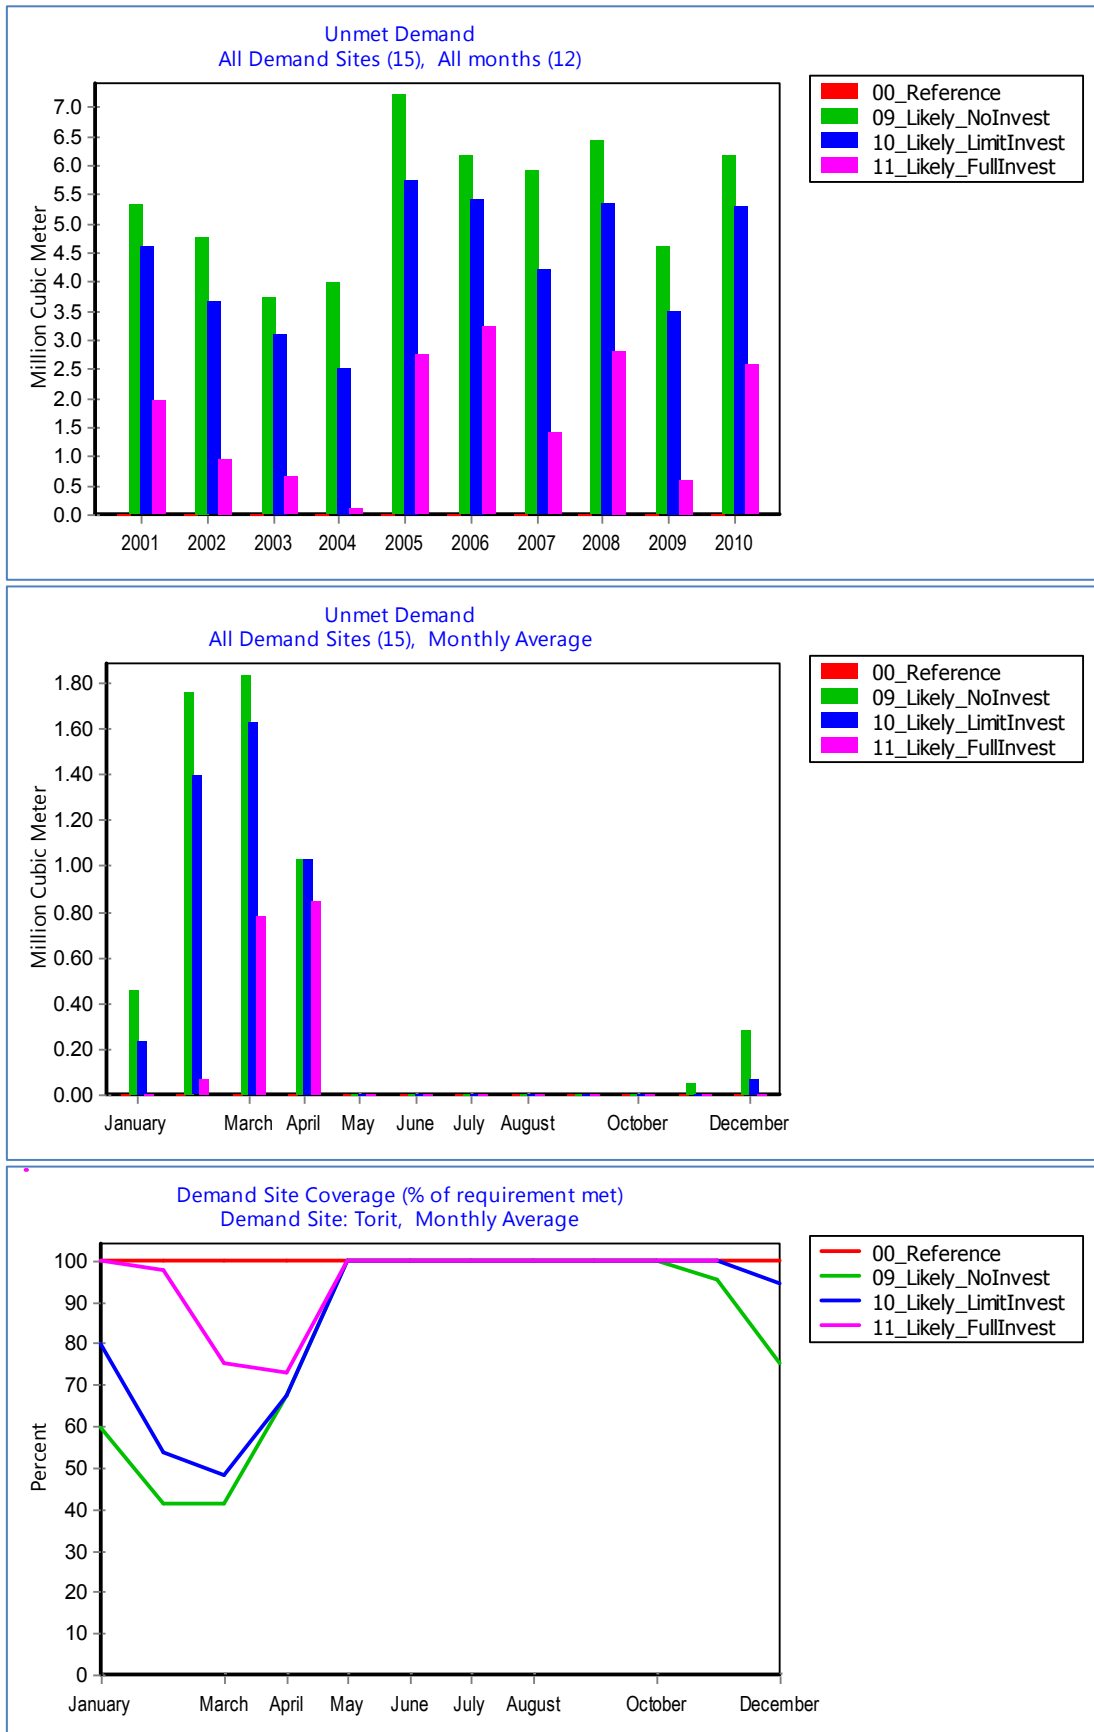 Unmet Demand
All Demand Sites (15),  All months (12)
Million Cubic Meter
7.0
6.5
6.0
5.5
5.0
4.5
4.0
3.5
3.0
2.5
2.0
1.5
1.0
0.5
0.0
2001 2002 2003 2004 2005 2006 2007 2008 2009 2010
00_Reference
09_Likely_NoInvest
10_Likely_LimitInvest
11_Likely_FullInvest
Unmet Demand
All Demand Sites (15),  Monthly Average
Million Cubic Meter
1.80
1.60
1.40
1.20
1.00
0.80
0.60
0.40
0.20
0.00
January March April May June July August October December
00_Reference
09_Likely_NoInvest
10_Likely_LimitInvest
11_Likely_FullInvest
Demand Site Coverage (% of requirement met)
Demand Site: Torit,  Monthly Average
Percent
100
90
80
70
60
50
40
30
20
10
0
January March April May June July August October December
00_Reference
09_Likely_NoInvest
10_Likely_LimitInvest
11_Likely_FullInvest